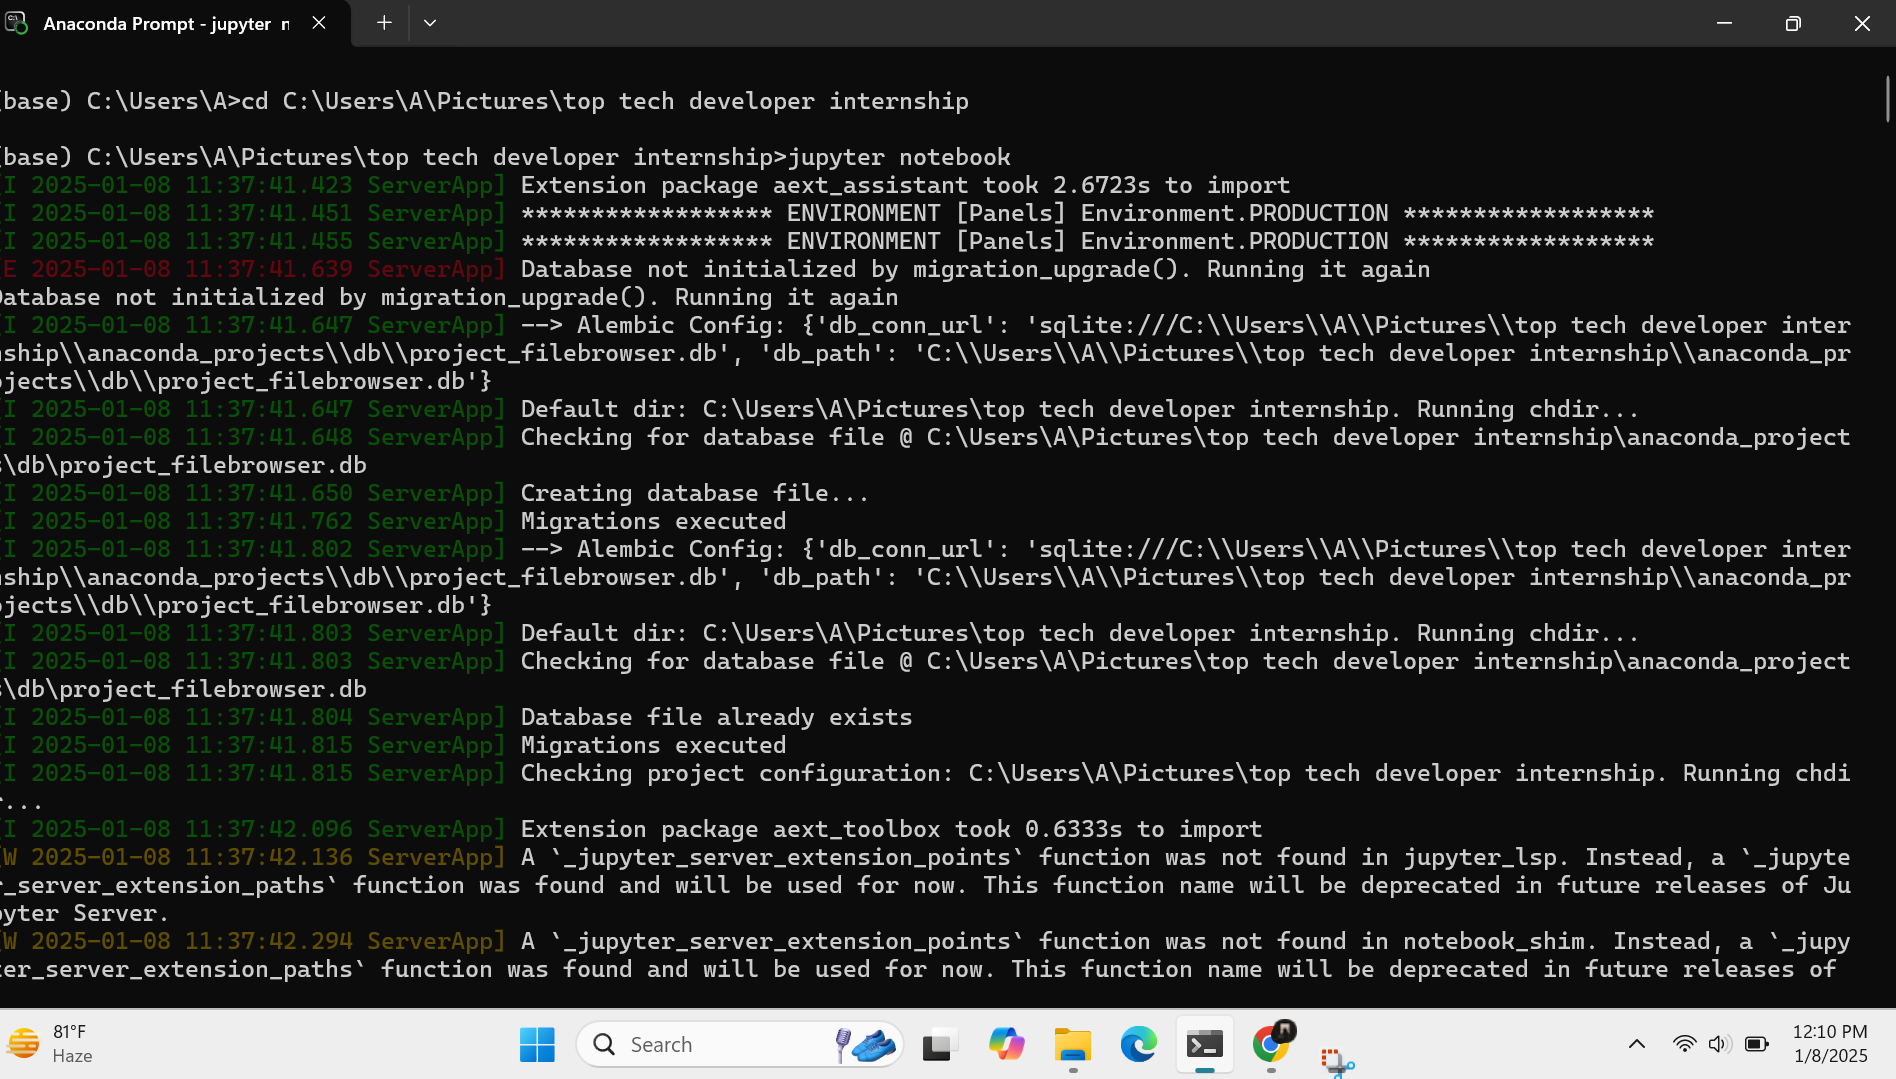 Anaconda Prompt - jupyter n
(base) C:\Users\A>cd C:\Users\A\Pictures\top tech developer internship
(base) C:\Users\A\Pictures\top tech developer internship>jupyter notebook
[I 2025-01-08 11:37:41.423 ServerApp] Extension package aext_assistant took 2.6723s to import
[I 2025-01-08 11:37:41.451 ServerApp] ****************** ENVIRONMENT [Panels] Environment.PRODUCTION ******************
[I 2025-01-08 11:37:41.455 ServerApp] ****************** ENVIRONMENT [Panels] Environment.PRODUCTION ******************
[E 2025-01-08 11:37:41.639 ServerApp] Database not initialized by migration_upgrade(). Running it again
Database not initialized by migration_upgrade(). Running it again
[I 2025-01-08 11:37:41.647 ServerApp] --> Alembic Config: {'db_conn_url': 'sqlite:///C:\\Users\\A\\Pictures\\top tech developer inter
nship\\anaconda_projects\\db\\project_filebrowser.db', 'db_path': 'C:\\Users\\A\\Pictures\\top tech developer internship\\anaconda_pr
ojects\\db\\project_filebrowser.db'}
[I 2025-01-08 11:37:41.647 ServerApp] Default dir: C:\Users\A\Pictures\top tech developer internship. Running chdir...
[I 2025-01-08 11:37:41.648 ServerApp] Checking for database file @ C:\Users\A\Pictures\top tech developer internship\anaconda_project
s\db\project_filebrowser.db
[I 2025-01-08 11:37:41.650 ServerApp] Creating database file...
[I 2025-01-08 11:37:41.762 ServerApp] Migrations executed
[I 2025-01-08 11:37:41.802 ServerApp] --> Alembic Config: {'db_conn_url': 'sqlite:///C:\\Users\\A\\Pictures\\top tech developer inter
nship\\anaconda_projects\\db\\project_filebrowser.db', 'db_path': 'C:\\Users\\A\\Pictures\\top tech developer internship\\anaconda_pr
ojects\\db\\project_filebrowser.db'}
[I 2025-01-08 11:37:41.803 ServerApp] Default dir: C:\Users\A\Pictures\top tech developer internship. Running chdir...
[I 2025-01-08 11:37:41.803 ServerApp] Checking for database file @ C:\Users\A\Pictures\top tech developer internship\anaconda_project
s\db\project_filebrowser.db
[I 2025-01-08 11:37:41.804 ServerApp] Database file already exists
[I 2025-01-08 11:37:41.815 ServerApp] Migrations executed
[I 2025-01-08 11:37:41.815 ServerApp] Checking project configuration: C:\Users\A\Pictures\top tech developer internship. Running chdi
r...
[I 2025-01-08 11:37:42.096 ServerApp] Extension package aext_toolbox took 0.6333s to import
[W 2025-01-08 11:37:42.136 ServerApp] A `_jupyter_server_extension_points` function was not found in jupyter_lsp. Instead, a `_jupyte
r_server_extension_paths` function was found and will be used for now. This function name will be deprecated in future releases of Ju
pyter Server.
[W 2025-01-08 11:37:42.294 ServerApp] A `_jupyter_server_extension_points` function was not found in notebook_shim. Instead, a `_jupy
ter_server_extension_paths` function was found and will be used for now. This function name will be deprecated in future releases of
81°F
Haze
Search
12:10 PM
1/8/2025